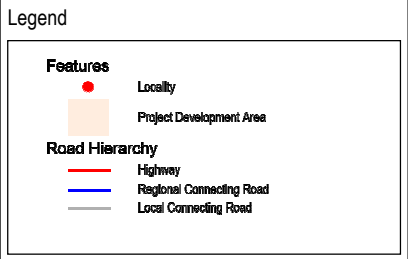 Legend
Features
Locality
Project Development Area
Road Hierarchy
Highway
Regional Connecting Road
Local Connecting Road